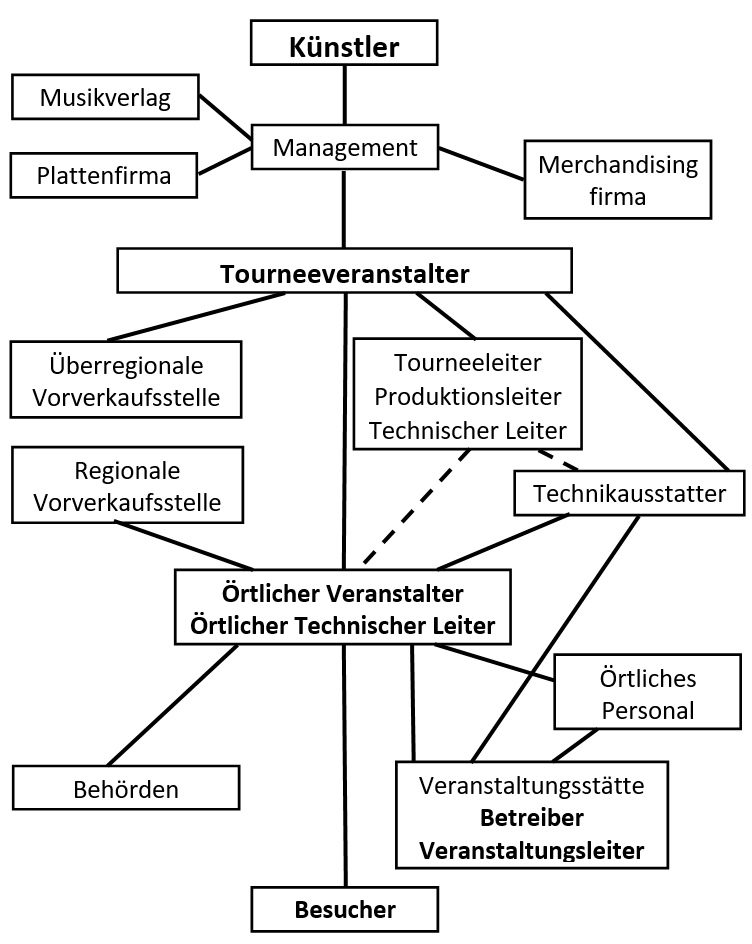 Künstler
Musikverlag
Management
Plattenfirma
Merchandising
firma
Tourneeveranstalter
Überregionale
Vorverkaufsstelle
Tourneeleiter
Produktionsleiter
Technischer Leiter
Regionale
Vorverkaufsstelle
Technikausstatter
Örtlicher Veranstalter
Örtlicher Technischer Leiter
Örtliches
Personal
Behörden
Veranstaltungsstätte
Betreiber
Veranstaltungsleiter
Besucher